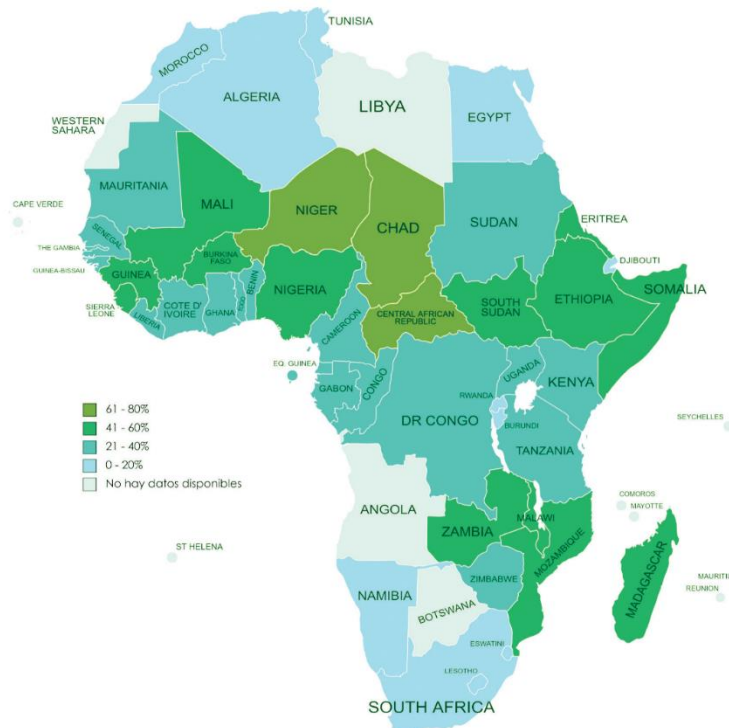 TUNISIA
MOROCCO
ALGERIA
LIBYA
EGYPT
WESTERN
SAHARA
MAURITANIA
MALI
NIGER
CHAD
SUDAN
ERITREA
CAPE VERDE
SENEGAL
THE GAMBIA
GUINEA-BISSAU
GUINEA
BURKINA
FASO
BENIN
DJIBOUTI
NIGERIA
SOMALIA
SOUTH
SUDAN
ETHIOPIA
SIERRA
LEONE
LIBERIA
COTE D'
IVOIRE
GHANA
TOGO
CENTRAL AFRICAN
REPUBLIC
CAMEROON
EQ. GUINEA
GABON
CONGO
UGANDA
KENYA
RWANDA
DR CONGO
BURUNDI
SEYCHELLES
TANZANIA
61 - 80%
41 - 60%
21 - 40%
0 - 20%
No hay datos disponibles
ANGOLA
COMOROS
MAYOTTE
ZAMBIA
MALAWI
MOZAMBIQUE
MADAGASCAR
ST HELENA
ZIMBABWE
MAURITI
REUNION
NAMIBIA
BOTSWANA
ESWATINI
LESOTHO
SOUTH AFRICA